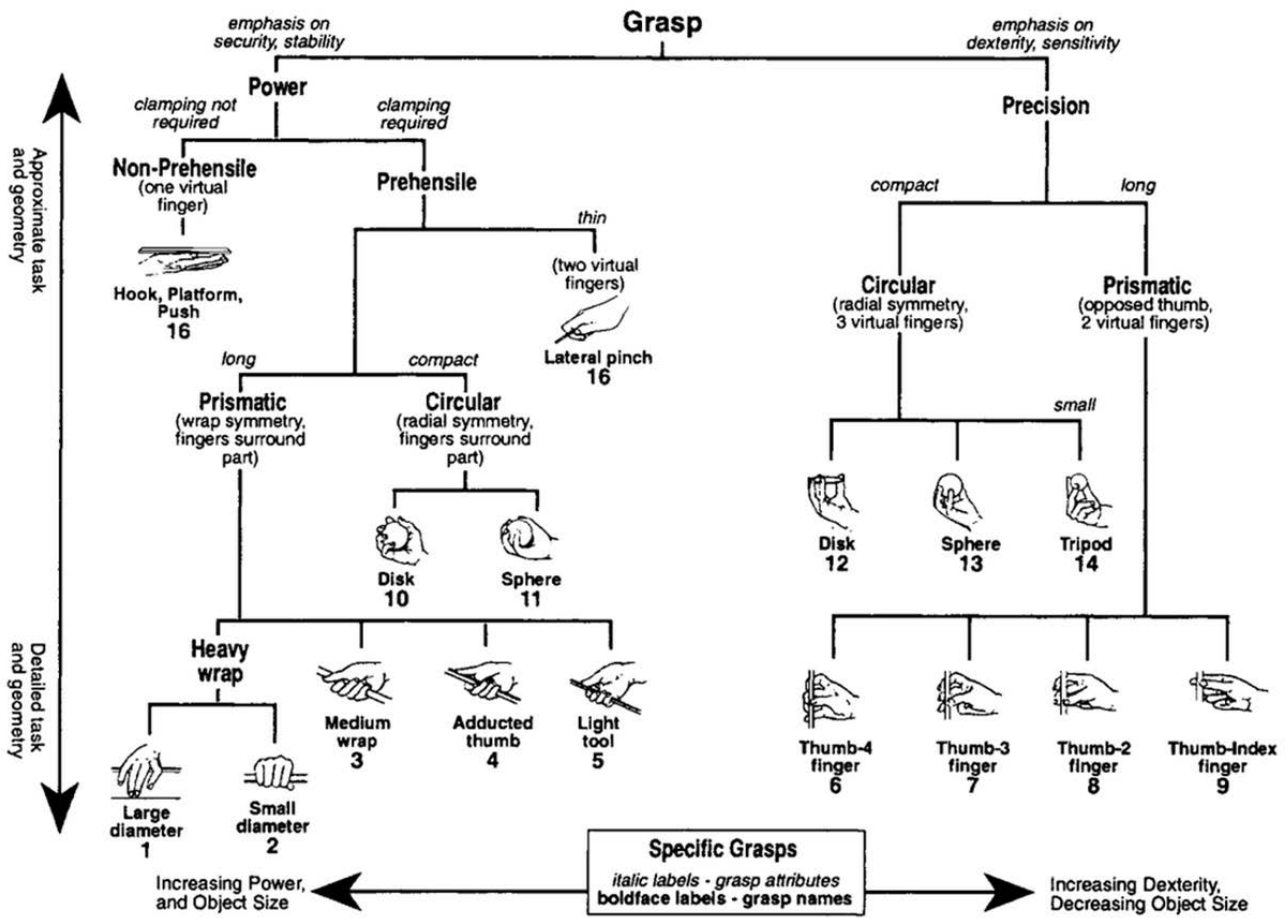 Grasp
emphasis on
security, stability
emphasis on
dexterity, sensitivity
Power
Precision
clamping not
required
clamping
required
Non-Prehensile
(one virtual
finger)
Prehensile
compact
long
thin
Hook, Platform,
Push
16
(two virtual
fingers)
Lateral pinch
16
Circular
(radial symmetry,
3 virtual fingers)
Prismatic
(opposed thumb,
2 virtual fingers)
long
compact
Prismatic
(wrap symmetry,
fingers surround
part)
Circular
(radial symmetry,
fingers surround
part)
small
Disk
10
Sphere
11
Disk
12
Sphere
13
Tripod
14
Heavy
wrap
Medium
wrap
3
Adducted
thumb
4
Light
tool
5
Thumb-4
finger
6
Thumb-3
finger
7
Thumb-2
finger
8
Thumb-Index
finger
9
Large
diameter
1
Small
diameter
2
Approximate task
and geometry
Detailed task
and geometry
Specific Grasps
italic labels - grasp attributes
boldface labels - grasp names
Increasing Power,
and Object Size
Increasing Dexterity,
Decreasing Object Size